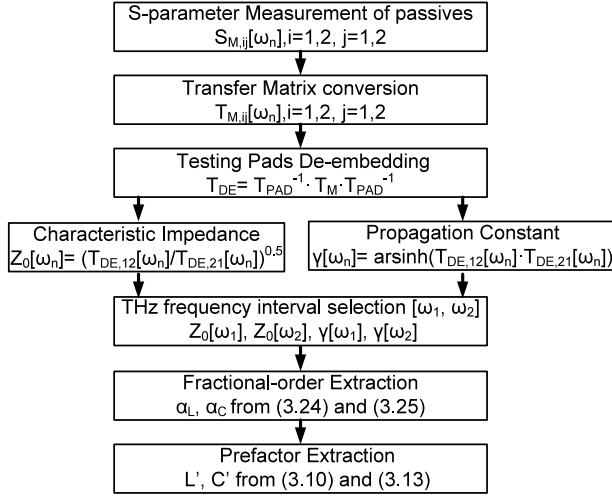 S-parameter Measurement of passives
S_M,ij[ω_n],i=1,2, j=1,2
Transfer Matrix conversion
T_M,ij[ω_n],i=1,2, j=1,2
Testing Pads De-embedding
T_DE= T_PAD^-1· T_M·T_PAD^-1
Characteristic Impedance
Z_0[ω_n]= (T_DE,12[ω_n]/T_DE,21[ω_n])^0.5
Propagation Constant
γ[ω_n]= arsinh(T_DE,12[ω_n]·T_DE,21[ω_n])
THz frequency interval selection [ω_1, ω_2]
Z_0[ω_1], Z_0[ω_2], γ[ω_1], γ[ω_2]
Fractional-order Extraction
α_L, α_C from (3.24) and (3.25)
Prefactor Extraction
L', C' from (3.10) and (3.13)